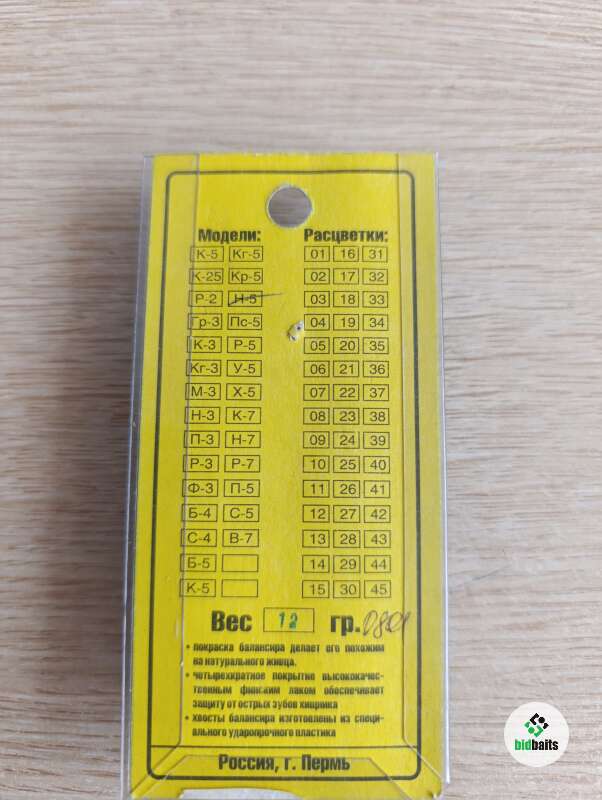 Модели: Расцветки:
К-5 Кг-5 01 16 31
К-25 Кр-5 02 17 32
Р-2 Н-5 03 18 33
Гр-3 Пс-5 04 19 34
К-3 Р-5 05 20 35
Кг-3 У-5 06 21 36
М-3 Х-5 07 22 37
Н-3 К-7 08 23 38
П-3 Н-7 09 24 39
Р-3 Р-7 10 25 40
Ф-3 П-5 11 26 41
Б-4 С-5 12 27 42
С-4 В-7 13 28 43
Б-5 14 29 44
К-5 15 30 45
Вес 12 гр.
• покраска балансира делает его похожим
на натурального живца.
• четырехкратное покрытие высококачес-
твенным финским лаком обеспечивает
защиту от острых зубов хищника
• хвосты балансира изготовлены из специ-
ального ударопрочного пластика
Россия, г. Пермь
bidbaits